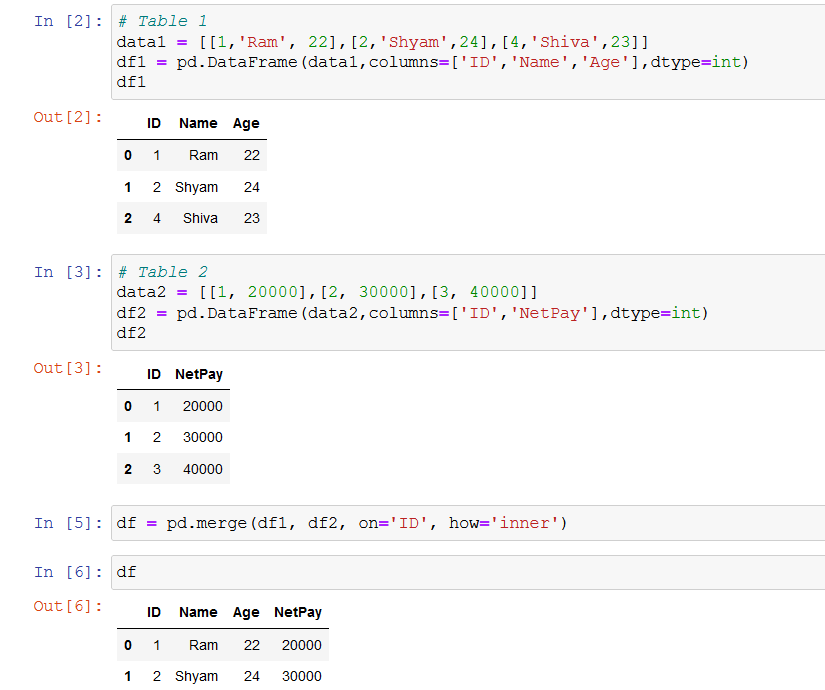 In [2]: # Table 1
data1 = [[1,'Ram', 22],[2,'Shyam',24],[4,'Shiva',23]]
df1 = pd.DataFrame(data1,columns=['ID','Name','Age'],dtype=int)
df1
Out[2]:
ID Name Age
0 1 Ram 22
1 2 Shyam 24
2 4 Shiva 23
In [3]: # Table 2
data2 = [[1, 20000],[2, 30000],[3, 40000]]
df2 = pd.DataFrame(data2,columns=['ID','NetPay'],dtype=int)
df2
Out[3]:
ID NetPay
0 1 20000
1 2 30000
2 3 40000
In [5]: df = pd.merge(df1, df2, on='ID', how='inner')
In [6]: df
Out[6]:
ID Name Age NetPay
0 1 Ram 22 20000
1 2 Shyam 24 30000